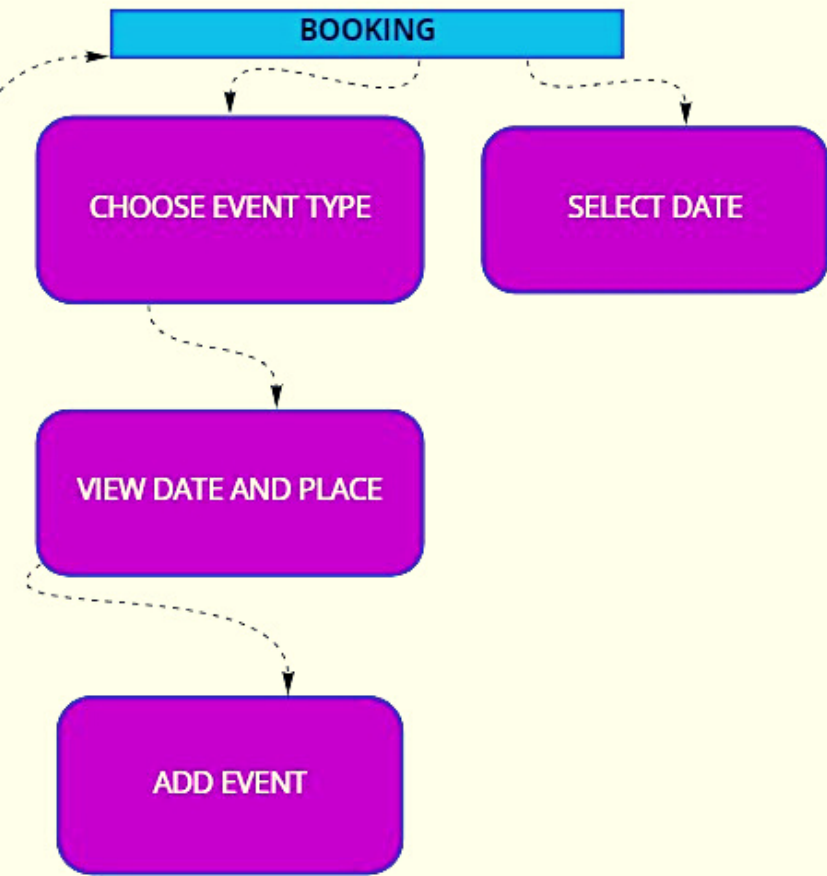 BOOKING
CHOOSE EVENT TYPE
SELECT DATE
VIEW DATE AND PLACE
ADD EVENT